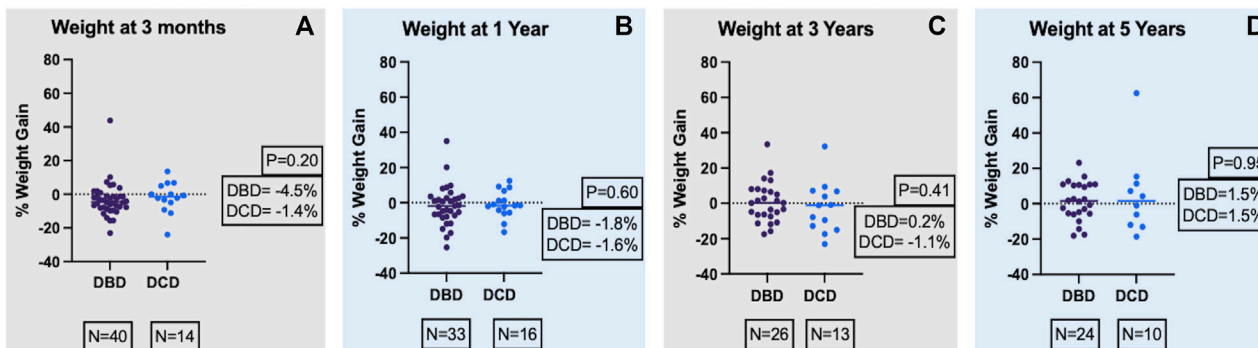 Weight at 3 months
A
% Weight Gain
80
60
40
20
0
-20
-40
P=0.20
DBD= -4.5%
DCD= -1.4%
DBD DCD
N=40 N=14
Weight at 1 Year
B
% Weight Gain
80
60
40
20
0
-20
-40
P=0.60
DBD= -1.8%
DCD= -1.6%
DBD DCD
N=33 N=16
Weight at 3 Years
C
% Weight Gain
80
60
40
20
0
-20
-40
P=0.41
DBD=0.2%
DCD= -1.1%
DBD DCD
N=26 N=13
Weight at 5 Years
D
% Weight Gain
80
60
40
20
0
-20
-40
P=0.95
DBD=1.5%
DCD=1.5%
DBD DCD
N=24 N=10